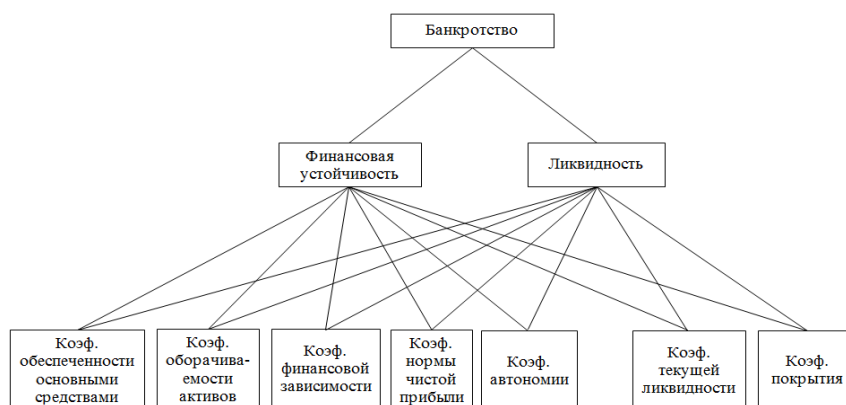 Банкротство
Финансовая
устойчивость
Ликвидность
Коэф.
обеспеченности
основными
средствами
Коэф.
оборачива-
емости
активов
Коэф.
финансовой
зависимости
Коэф.
нормы
чистой
прибыли
Коэф.
автономии
Коэф.
текущей
ликвидности
Коэф.
покрытия